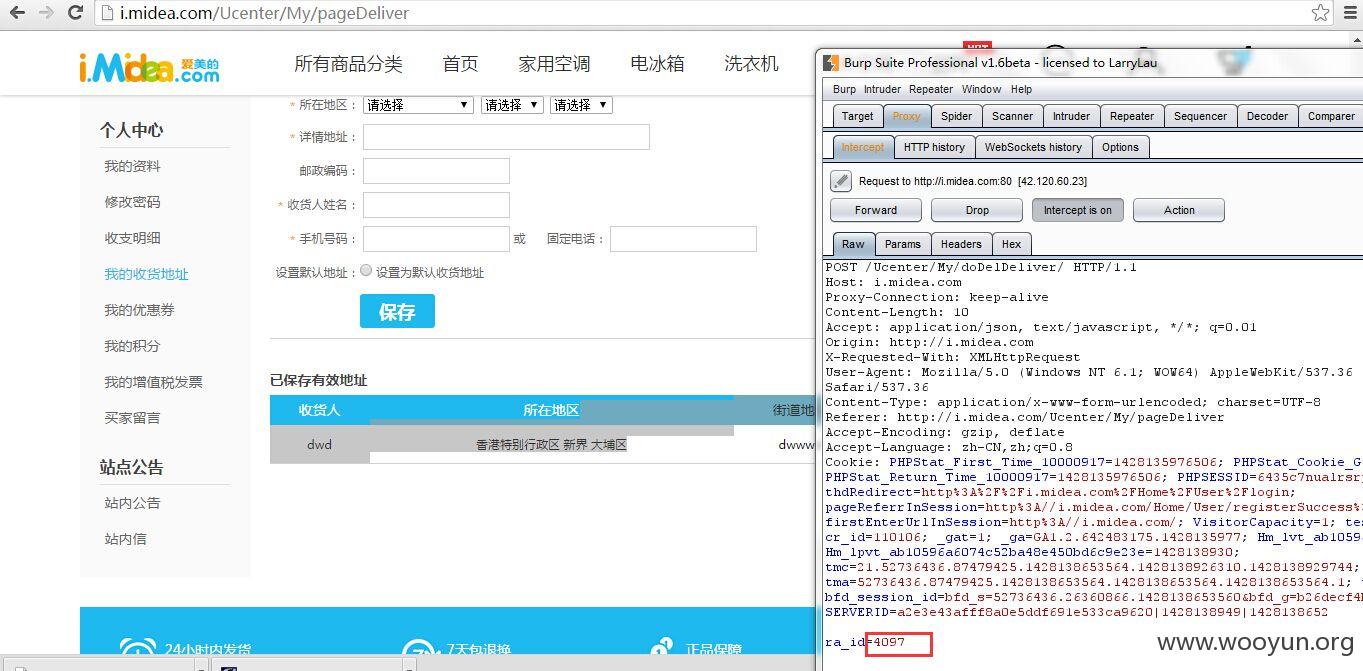 i.midea.com/Ucenter/My/pageDeliver
i.Midea 爱美的 .com
所有商品分类 首页 家用空调 电冰箱 洗衣机
个人中心
我的资料
修改密码
收支明细
我的收货地址
我的优惠券
我的积分
我的增值税发票
买家留言
站点公告
站内公告
站内信
* 所在地区： 请选择 请选择 请选择
* 详情地址：
邮政编码：
* 收货人姓名：
* 手机号码： 或 固定电话：
设置默认地址： 设置为默认收货地址
保存
已保存有效地址
收货人 所在地区 街道地
dwd 香港特别行政区 新界 大埔区 dwww
24小时内发货 7天包退换 正品保障
Burp Suite Professional v1.6beta - licensed to LarryLau
Burp Intruder Repeater Window Help
Target Proxy Spider Scanner Intruder Repeater Sequencer Decoder Comparer
Intercept HTTP history WebSockets history Options
Request to http://i.midea.com:80 [42.120.60.23]
Forward Drop Intercept is on Action
Raw Params Headers Hex
POST /Ucenter/My/doDelDeliver/ HTTP/1.1
Host: i.midea.com
Proxy-Connection: keep-alive
Content-Length: 10
Accept: application/json, text/javascript, */*; q=0.01
Origin: http://i.midea.com
X-Requested-With: XMLHttpRequest
User-Agent: Mozilla/5.0 (Windows NT 6.1; WOW64) AppleWebKit/537.36
Safari/537.36
Content-Type: application/x-www-form-urlencoded; charset=UTF-8
Referer: http://i.midea.com/Ucenter/My/pageDeliver
Accept-Encoding: gzip, deflate
Accept-Language: zh-CN,zh;q=0.8
Cookie: PHPStat_First_Time_10000917=1428135976506; PHPStat_Cookie_G
PHPStat_Return_Time_10000917=1428135976506; PHPSESSID=6435c7nualrsr
thdRedirect=http%3A%2F%2Fi.midea.com%2FHome%2FUser%2Flogin;
pageReferrInSession=http%3A//i.midea.com/Home/User/registerSuccess%
firstEnterUrlInSession=http%3A//i.midea.com/; VisitorCapacity=1; te
cr_id=110106; _gat=1; _ga=GA1.2.642483175.1428135977; Hm_lvt_ab1059
Hm_lpvt_ab10596a6074c52ba48e450bd6c9e23e=1428138930;
tmc=21.52736436.87479425.1428138653564.1428138926310.1428138929744;
tma=52736436.87479425.1428138653564.1428138653564.1428138653564.1;
bfd_session_id=bfd_s=52736436.26360866.1428138653560&bfd_g=b26decf4
SERVERID=a2e3e43afff8a0e5ddf691e533ca9620|1428138949|1428138652
ra_id=4097
www.wooyun.org